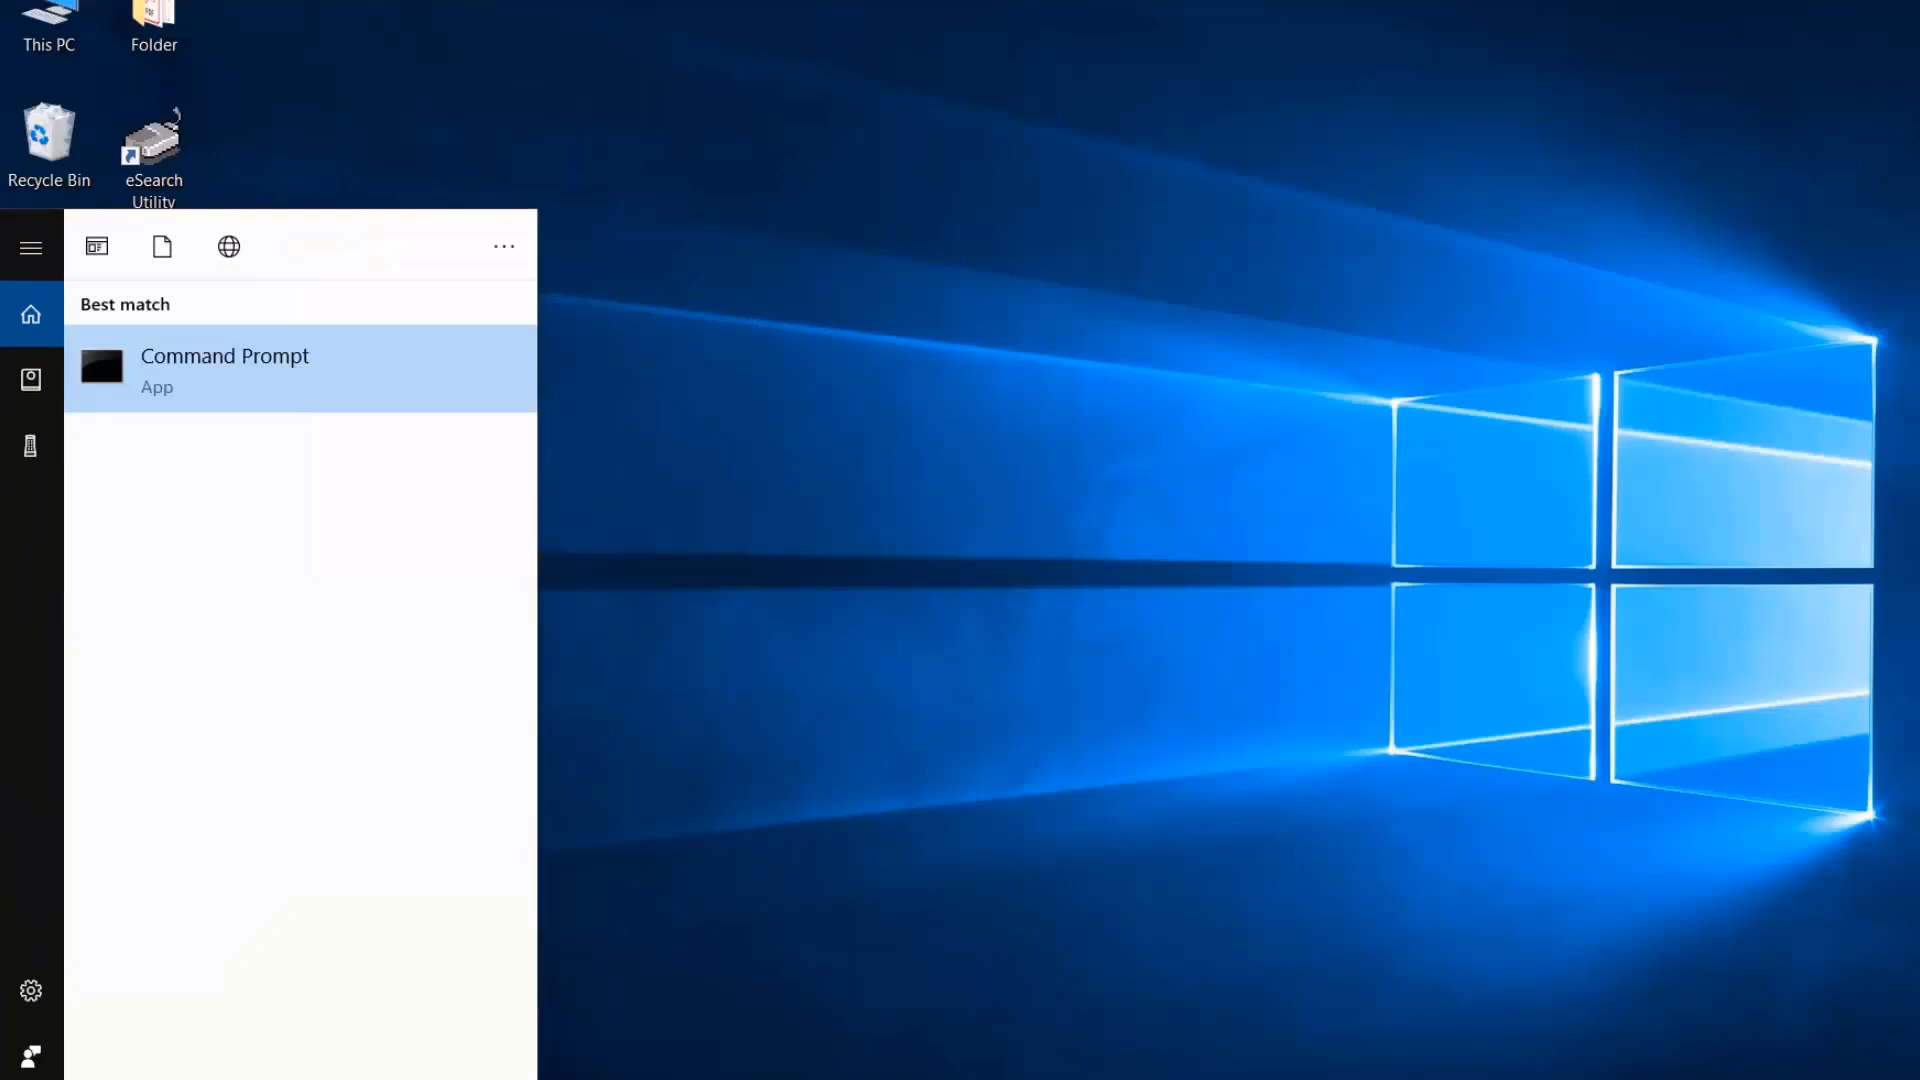 This PC
Folder
Recycle Bin
eSearch
Utility
Best match
Command Prompt
App